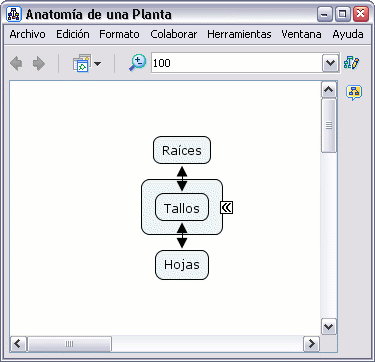 Anatomía de una Planta
Archivo Edición Formato Colaborar Herramientas Ventana Ayuda
100
Raíces
Tallos
Hojas